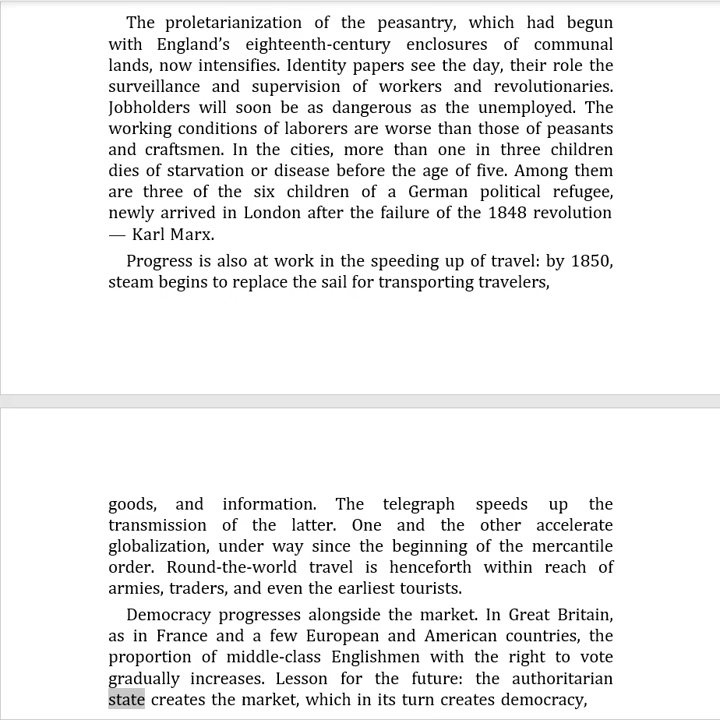 The proletarianization of the peasantry, which had begun
with England’s eighteenth-century enclosures of communal
lands, now intensifies. Identity papers see the day, their role the
surveillance and supervision of workers and revolutionaries.
Jobholders will soon be as dangerous as the unemployed. The
working conditions of laborers are worse than those of peasants
and craftsmen. In the cities, more than one in three children
dies of starvation or disease before the age of five. Among them
are three of the six children of a German political refugee,
newly arrived in London after the failure of the 1848 revolution
— Karl Marx.
Progress is also at work in the speeding up of travel: by 1850,
steam begins to replace the sail for transporting travelers,
goods, and information. The telegraph speeds up the
transmission of the latter. One and the other accelerate
globalization, under way since the beginning of the mercantile
order. Round-the-world travel is henceforth within reach of
armies, traders, and even the earliest tourists.
Democracy progresses alongside the market. In Great Britain,
as in France and a few European and American countries, the
proportion of middle-class Englishmen with the right to vote
gradually increases. Lesson for the future: the authoritarian
state creates the market, which in its turn creates democracy,